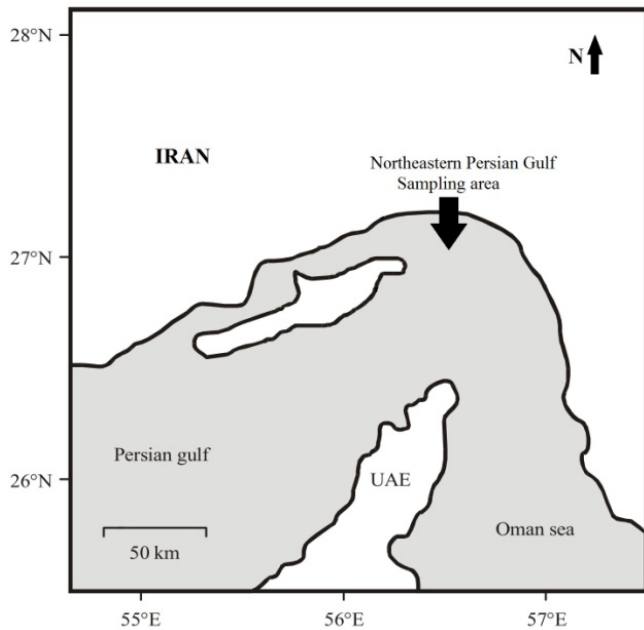 28°N
N
IRAN
Northeastern Persian Gulf
Sampling area
27°N
Persian gulf
26°N
UAE
50 km
Oman sea
55°E
56°E
57°E